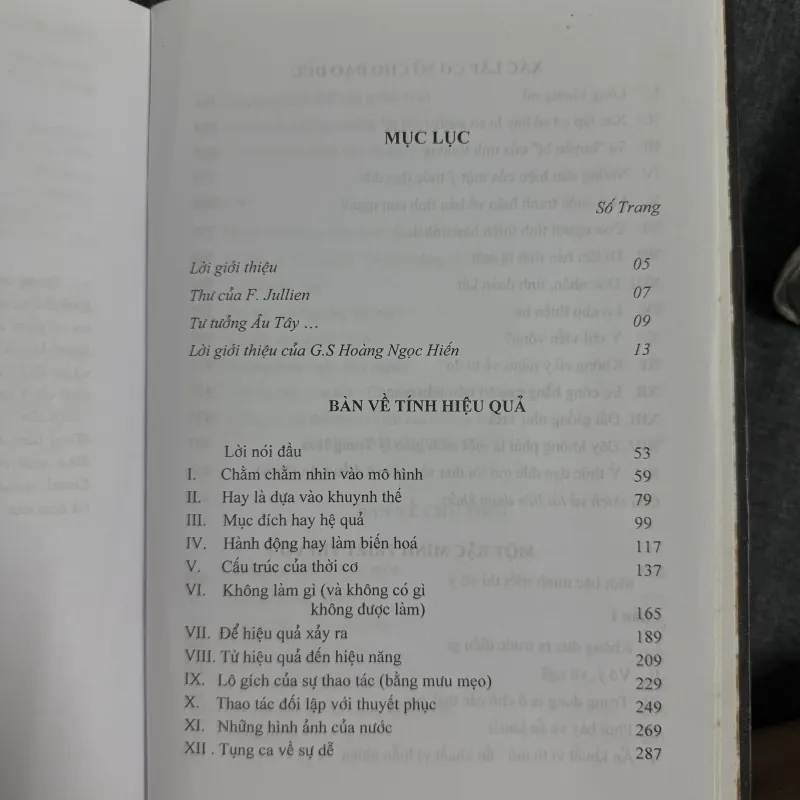 MỤC LỤC
Số Trang
Lời giới thiệu 05
Thư của F. Jullien 07
Tư tưởng Âu Tây … 09
Lời giới thiệu của G.S Hoàng Ngọc Hiến 13
BÀN VỀ TÍNH HIỆU QUẢ
Lời nói đầu 53
I. Chằm chằm nhìn vào mô hình 59
II. Hay là dựa vào khuynh thế 79
III. Mục đích hay hệ quả 99
IV. Hành động hay làm biến hoá 117
V. Cấu trúc của thời cơ 137
VI. Không làm gì (và không có gì
không được làm) 165
VII. Để hiệu quả xảy ra 189
VIII. Từ hiệu quả đến hiệu năng 209
IX. Lô gích của sự thao tác (bằng mưu mẹo) 229
X. Thao tác đối lập với thuyết phục 249
XI. Những hình ảnh của nước 269
XII . Tụng ca về sự dễ 287